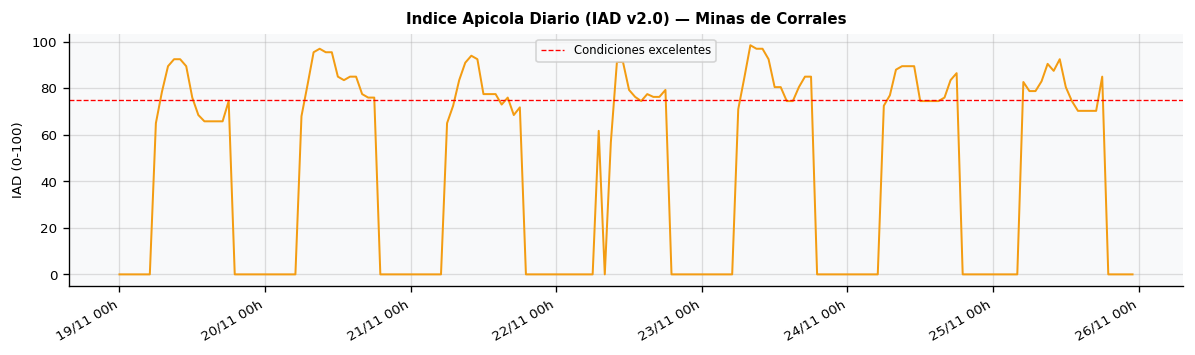 Indice Apicola Diario (IAD v2.0) — Minas de Corrales
Condiciones excelentes
IAD (0-100)
100
80
60
40
20
0
19/11 00h
20/11 00h
21/11 00h
22/11 00h
23/11 00h
24/11 00h
25/11 00h
26/11 00h